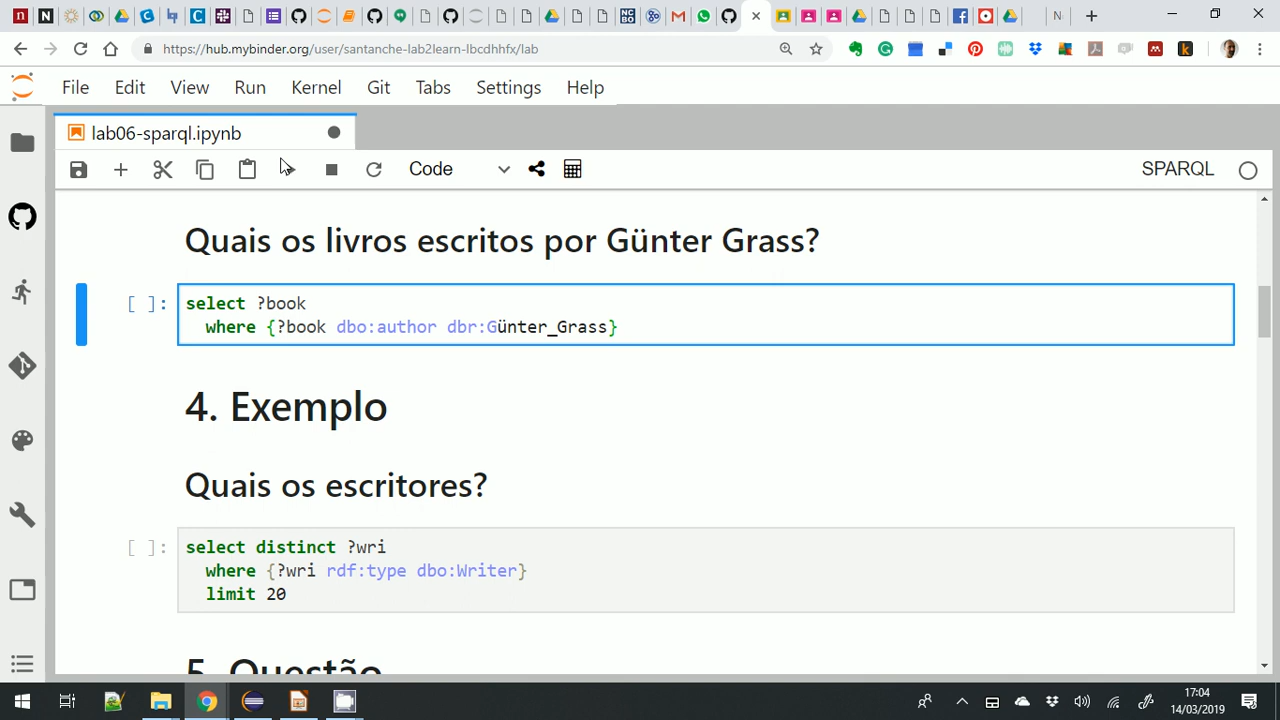 https://hub.mybinder.org/user/santanche-lab2learn-lbcdhhfx/lab
File Edit View Run Kernel Git Tabs Settings Help
lab06-sparql.ipynb
Code
SPARQL
Quais os livros escritos por Günter Grass?
[ ]: select ?book
where {?book dbo:author dbr:Günter_Grass}
4. Exemplo
Quais os escritores?
[ ]: select distinct ?wri
where {?wri rdf:type dbo:Writer}
limit 20
5. Questão
17:04
14/03/2019